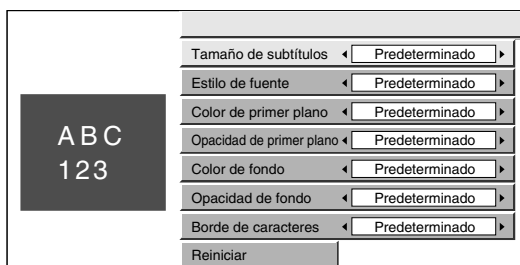 ABC
123
Tamaño de subtítulos Predeterminado
Estilo de fuente Predeterminado
Color de primer plano Predeterminado
Opacidad de primer plano Predeterminado
Color de fondo Predeterminado
Opacidad de fondo Predeterminado
Borde de caracteres Predeterminado
Reiniciar